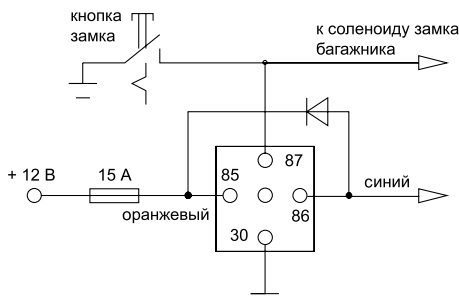 кнопка
замка
к соленоиду замка
багажника
87
+ 12 В
15 А
85
синий
оранжевый
86
30